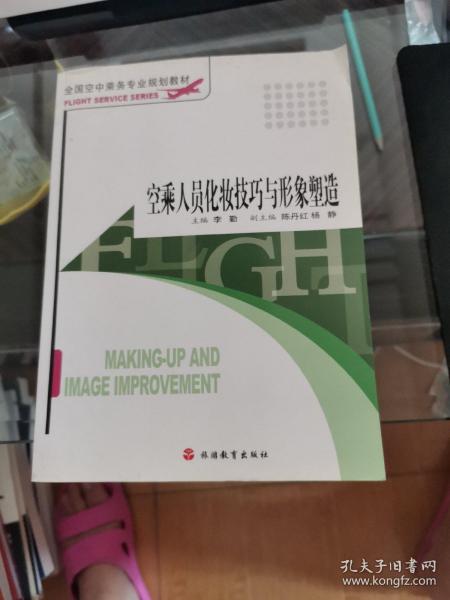 全国空中乘务专业规划教材
FLIGHT SERVICE SERIES
空乘人员化妆技巧与形象塑造
主编 李 勤 副主编 陈丹红 杨 静
FLIGHT
MAKING-UP AND
IMAGE IMPROVEMENT
旅游教育出版社
孔夫子旧书网
www.kongfz.com